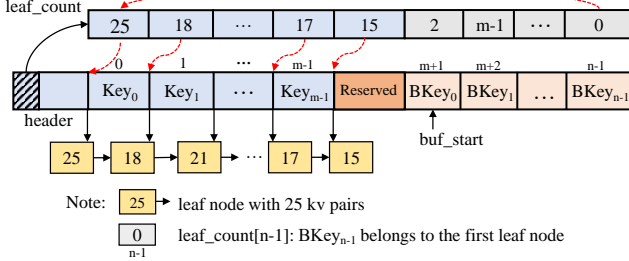 leaf_count
25 18 ... 17 15 2 m-1 ... 0
0 1 ... m-1 m+1 m+2 n-1
Key0 Key1 ... Keym-1 Reserved BKey0 BKey1 ... BKeyn-1
header
buf_start
25 18 21 ... 17 15
Note: 25 leaf node with 25 kv pairs
0 leaf_count[n-1]: BKeyn-1 belongs to the first leaf node
n-1